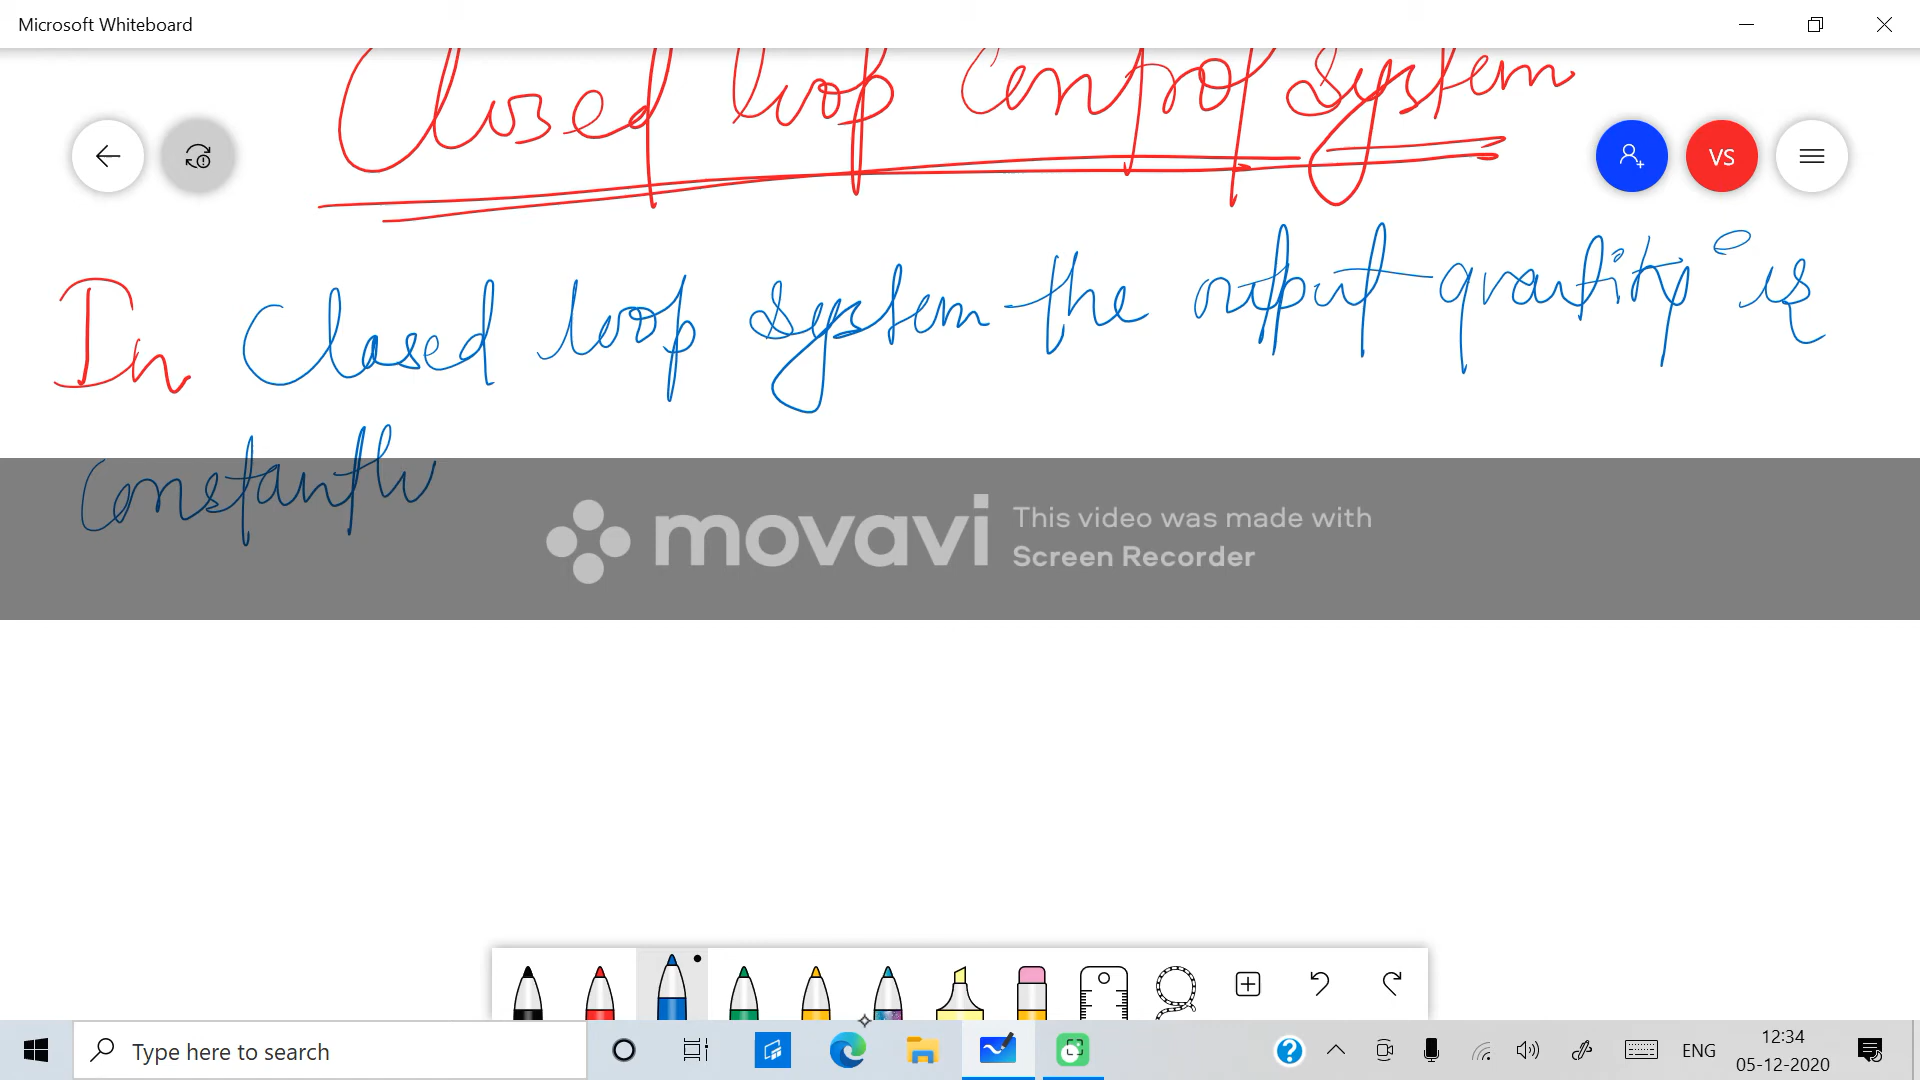 Microsoft Whiteboard
Closed loop Control System
VS
In Closed loop system the output quantity is
constantly
movavi
This video was made with
Screen Recorder
Type here to search
ENG
12:34
05-12-2020